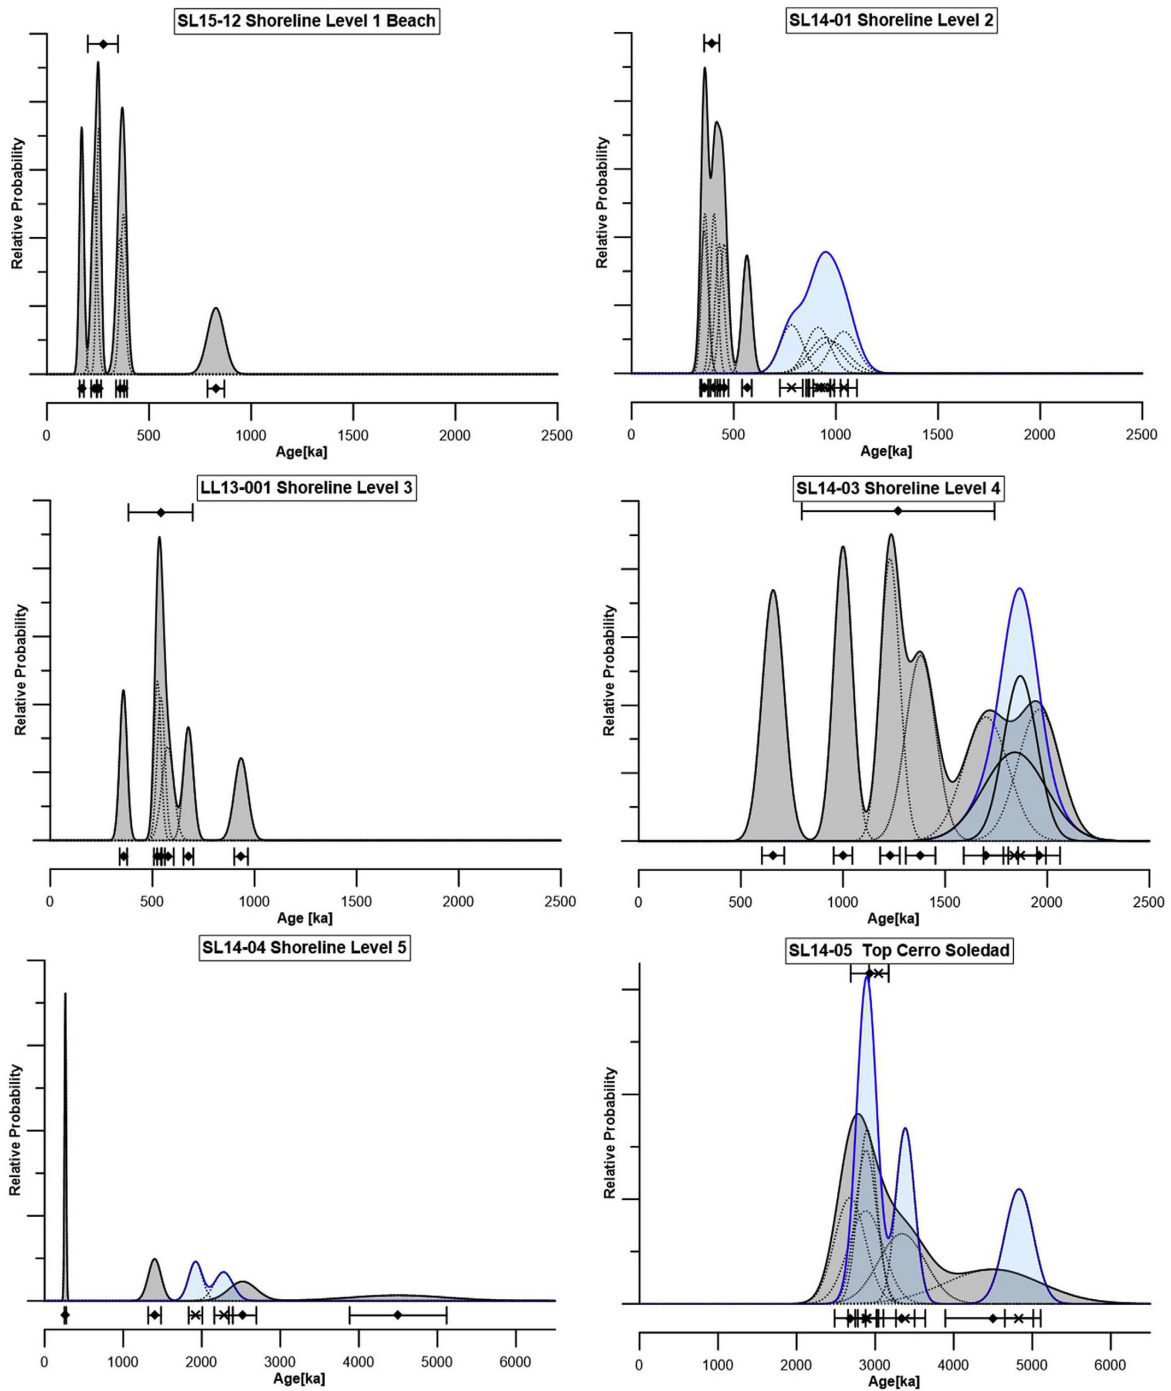 SL15-12 Shoreline Level 1 Beach
Relative Probability
0 500 1000 1500 2000 2500
Age[ka]
SL14-01 Shoreline Level 2
Relative Probability
0 500 1000 1500 2000 2500
Age[ka]
LL13-001 Shoreline Level 3
Relative Probability
0 500 1000 1500 2000 2500
Age [ka]
SL14-03 Shoreline Level 4
Relative Probability
0 500 1000 1500 2000 2500
Age[ka]
SL14-04 Shoreline Level 5
Relative Probability
0 1000 2000 3000 4000 5000 6000
Age[ka]
SL14-05 Top Cerro Soledad
Relative Probability
0 1000 2000 3000 4000 5000 6000
Age[ka]